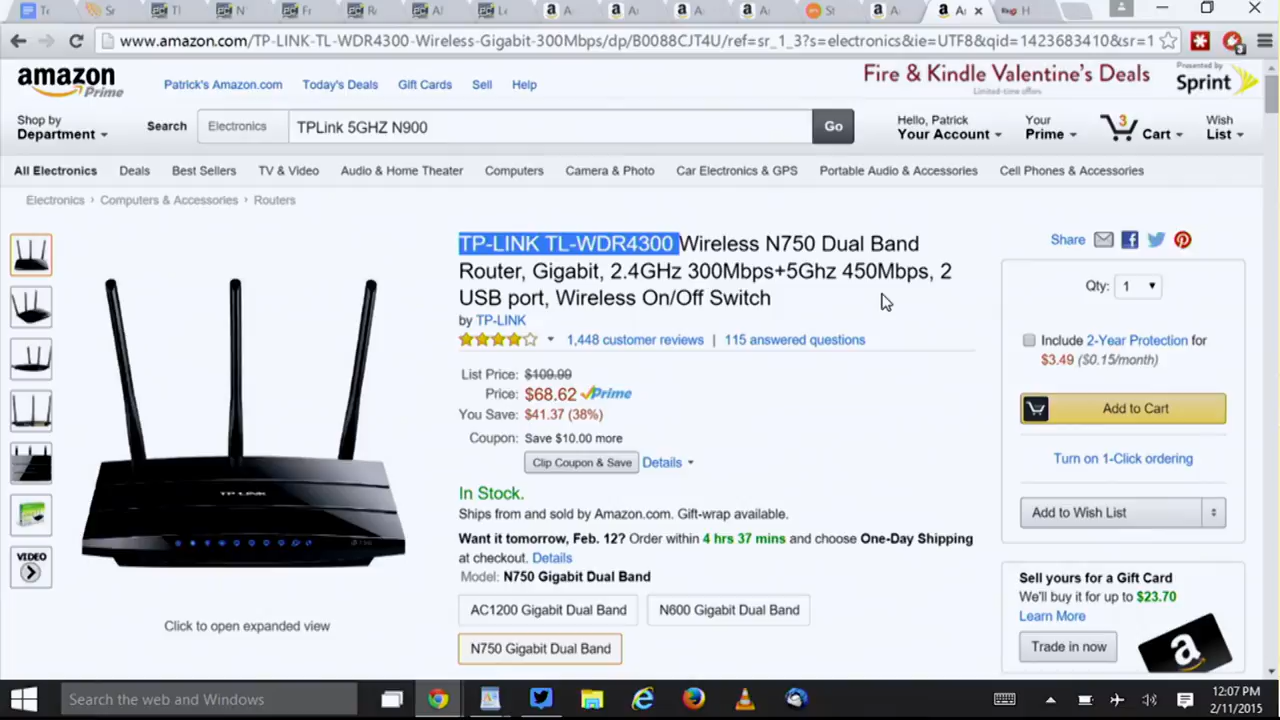 www.amazon.com/TP-LINK-TL-WDR4300-Wireless-Gigabit-300Mbps/dp/B0088CJT4U/ref=sr_1_3?s=electronics&ie=UTF8&qid=1423683410&sr=1
amazon Prime
Patrick's Amazon.com Today's Deals Gift Cards Sell Help
Fire & Kindle Valentine's Deals
Limited-time offers
Presented by
Sprint
Shop by
Department
Search Electronics TPLink 5GHZ N900 Go
Hello, Patrick
Your Account
Your
Prime
3
Cart
Wish
List
All Electronics Deals Best Sellers TV & Video Audio & Home Theater Computers Camera & Photo Car Electronics & GPS Portable Audio & Accessories Cell Phones & Accessories
Electronics › Computers & Accessories › Routers
TP-LINK TL-WDR4300 Wireless N750 Dual Band
Router, Gigabit, 2.4GHz 300Mbps+5Ghz 450Mbps, 2
USB port, Wireless On/Off Switch
by TP-LINK
1,448 customer reviews | 115 answered questions
List Price: $109.99
Price: $68.62 Prime
You Save: $41.37 (38%)
Coupon: Save $10.00 more
Clip Coupon & Save Details
In Stock.
Ships from and sold by Amazon.com. Gift-wrap available.
Want it tomorrow, Feb. 12? Order within 4 hrs 37 mins and choose One-Day Shipping
at checkout. Details
Model: N750 Gigabit Dual Band
AC1200 Gigabit Dual Band N600 Gigabit Dual Band
N750 Gigabit Dual Band
TP-LINK
VIDEO
Click to open expanded view
Share
Qty: 1
Include 2-Year Protection for
$3.49 ($0.15/month)
Add to Cart
Turn on 1-Click ordering
Add to Wish List
Sell yours for a Gift Card
We'll buy it for up to $23.70
Learn More
Trade in now
Search the web and Windows
12:07 PM
2/11/2015